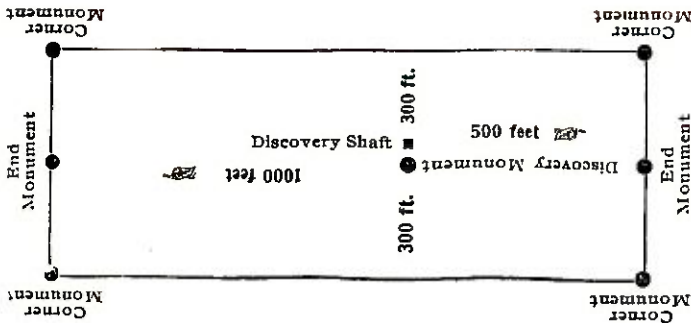 Corner
Monument
Corner
Monument
300 ft.
500 feet
Discovery Shaft
Discovery Monument
1000 feet
End
Monument
End
Monument
300 ft.
Corner
Monument
Corner
Monument